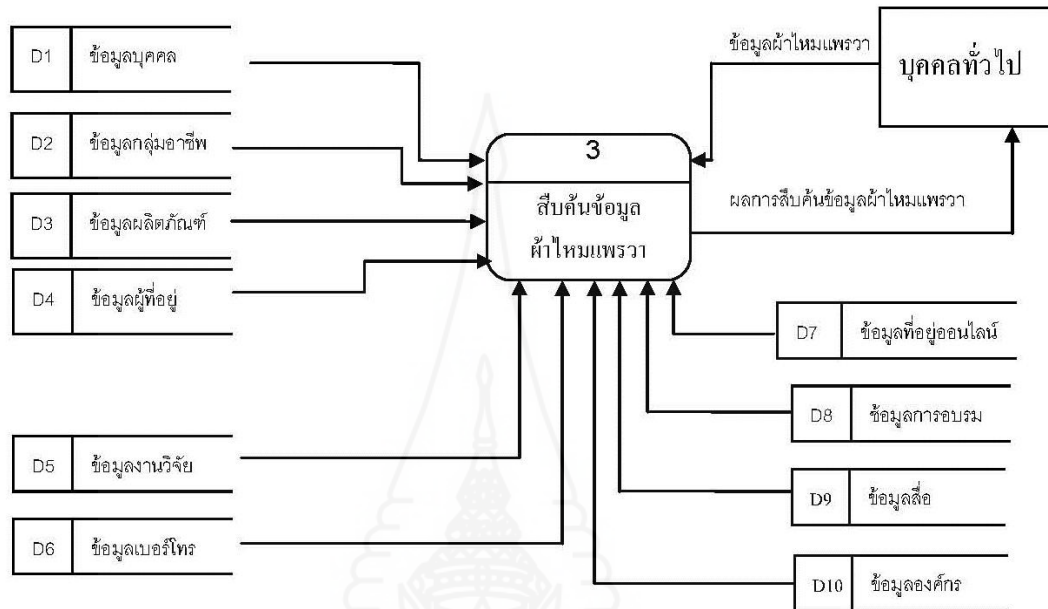 D1 ข้อมูลบุคคล
D2 ข้อมูลกลุ่มอาชีพ
D3 ข้อมูลผลิตภัณฑ์
D4 ข้อมูลผู้ที่อยู่
D5 ข้อมูลงานวิจัย
D6 ข้อมูลเบอร์โทร
3
สืบค้นข้อมูล
ผ้าไหมแพรวา
ข้อมูลผ้าไหมแพรวา
บุคคลทั่วไป
ผลการสืบค้นข้อมูลผ้าไหมแพรวา
D7 ข้อมูลที่อยู่ออนไลน์
D8 ข้อมูลการอบรม
D9 ข้อมูลสื่อ
D10 ข้อมูลองค์กร